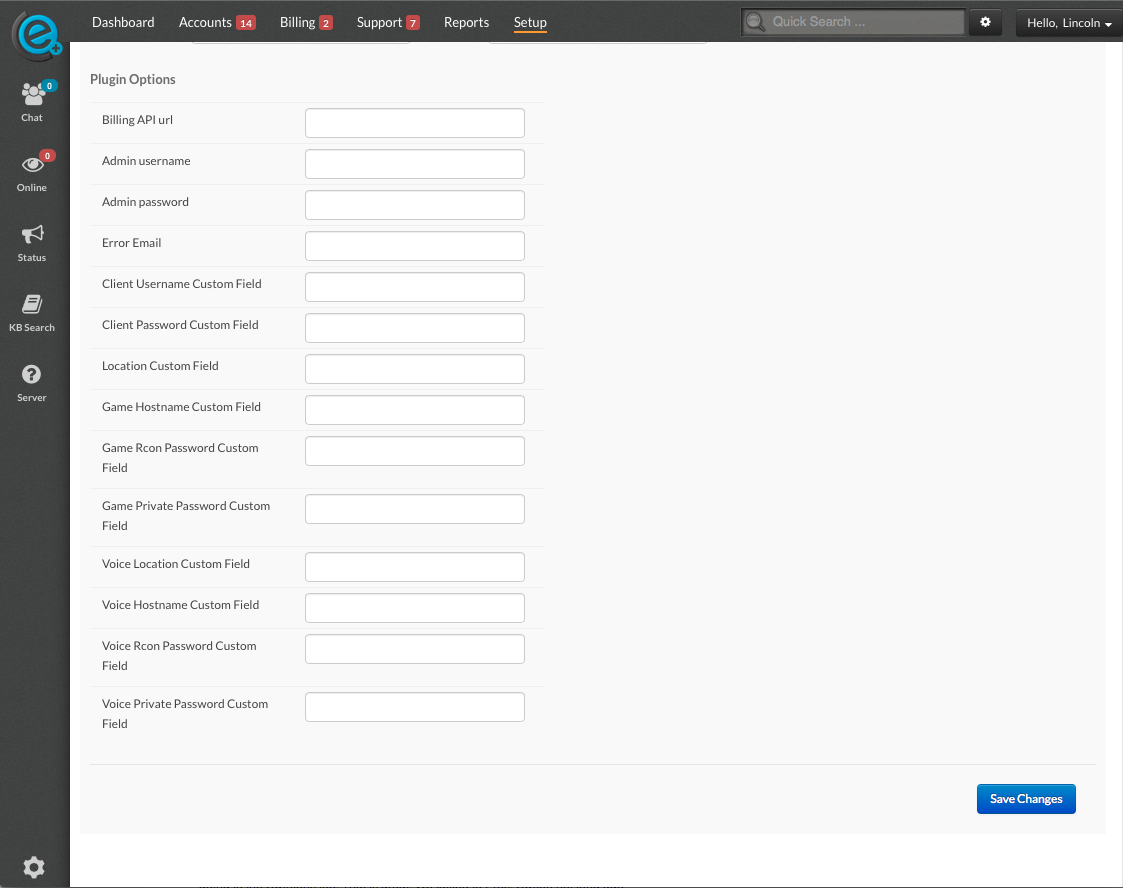 Dashboard Accounts 14 Billing 2 Support 7 Reports Setup Quick Search ... Hello, Lincoln
0
Chat
0
Online
Status
KB Search
Server
Plugin Options
Billing API url
Admin username
Admin password
Error Email
Client Username Custom Field
Client Password Custom Field
Location Custom Field
Game Hostname Custom Field
Game Rcon Password Custom
Field
Game Private Password Custom
Field
Voice Location Custom Field
Voice Hostname Custom Field
Voice Rcon Password Custom
Field
Voice Private Password Custom
Field
Save Changes